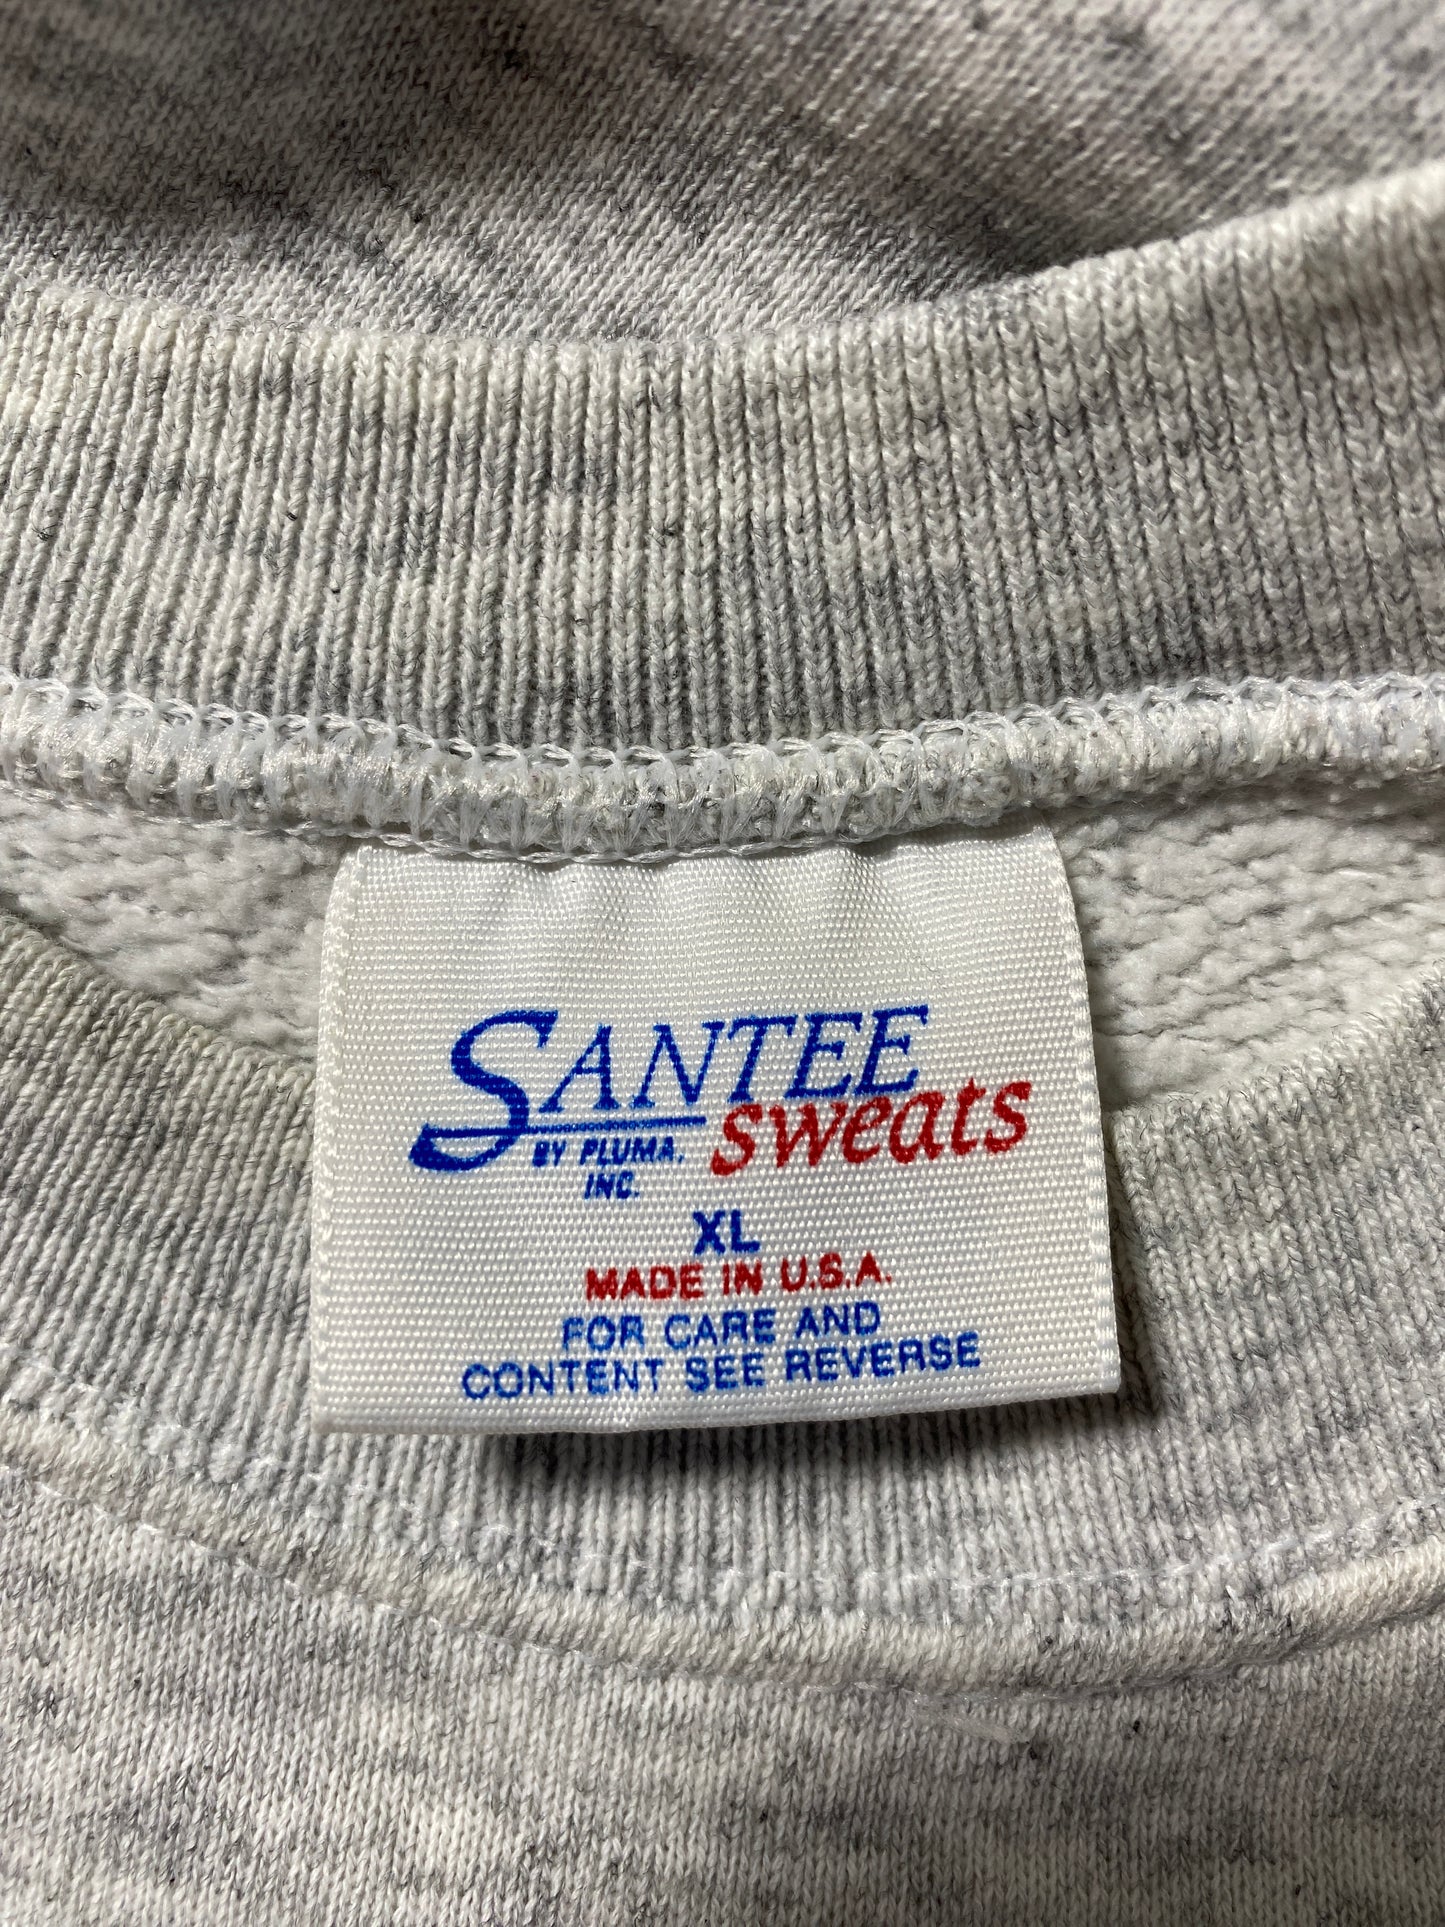 SANTEE
sweats
BY PLUMA,
INC.
XL
MADE IN U.S.A.
FOR CARE AND
CONTENT SEE REVERSE